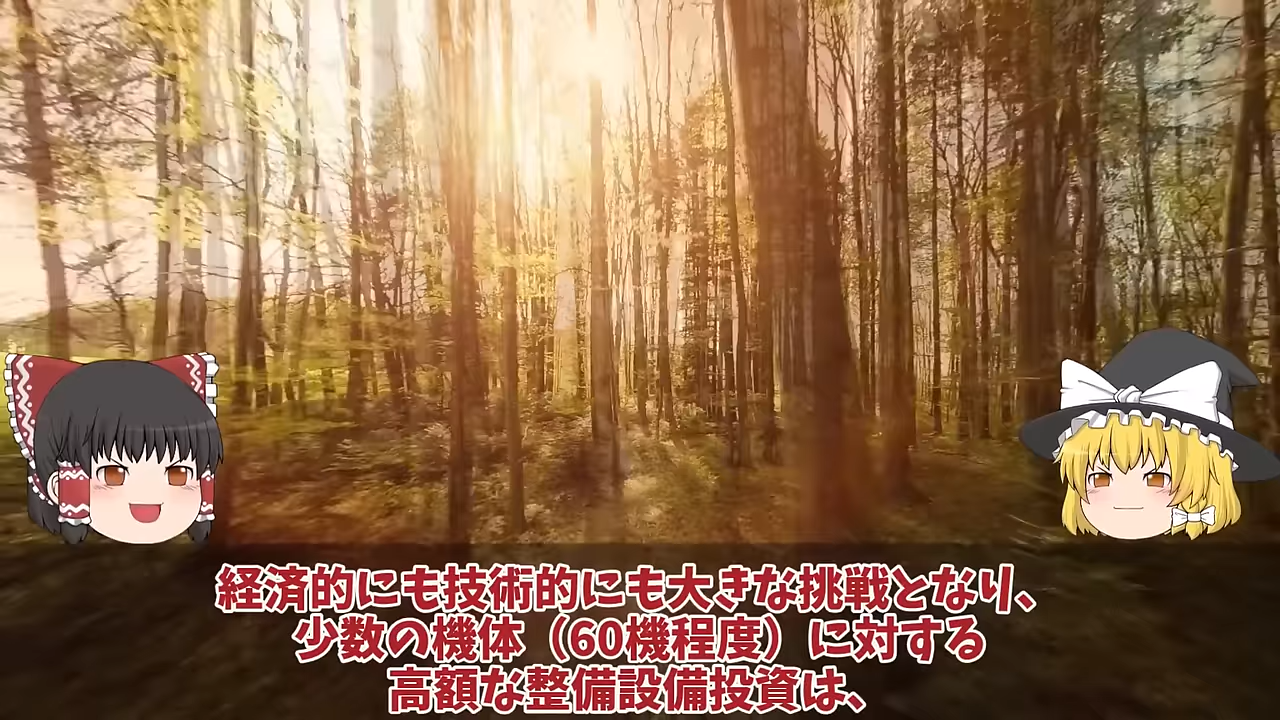 経済的にも技術的にも大きな挑戦となり、
少数の機体（60機程度）に対する
高額な整備設備投資は、